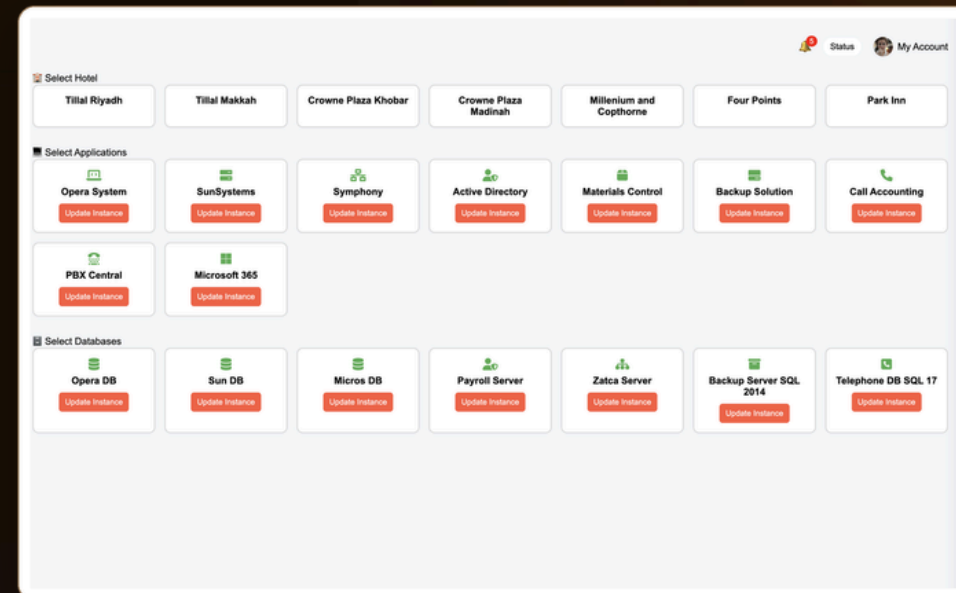 5
Status
My Account
Select Hotel
Tillal Riyadh
Tillal Makkah
Crowne Plaza Khobar
Crowne Plaza
Madinah
Millenium and
Copthorne
Four Points
Park Inn
Select Applications
Opera System
Update Instance
SunSystems
Update Instance
Symphony
Update Instance
Active Directory
Update Instance
Materials Control
Update Instance
Backup Solution
Update Instance
Call Accounting
Update Instance
PBX Central
Update Instance
Microsoft 365
Update Instance
Select Databases
Opera DB
Update Instance
Sun DB
Update Instance
Micros DB
Update Instance
Payroll Server
Update Instance
Zatca Server
Update Instance
Backup Server SQL
2014
Update Instance
Telephone DB SQL 17
Update Instance